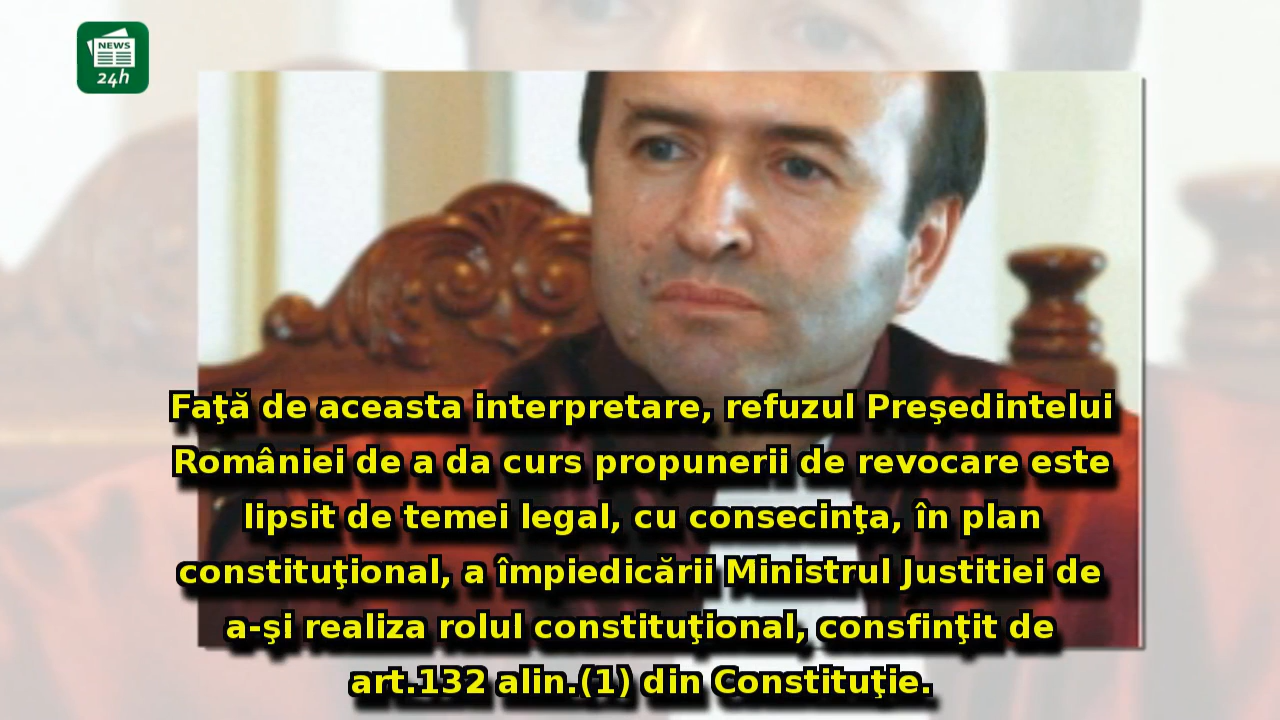 NEWS
24h
Faţă de aceasta interpretare, refuzul Preşedintelui
României de a da curs propunerii de revocare este
lipsit de temei legal, cu consecinţa, în plan
constituţional, a împiedicării Ministrul Justitiei de
a-şi realiza rolul constituţional, consfinţit de
art.132 alin.(1) din Constituţie.